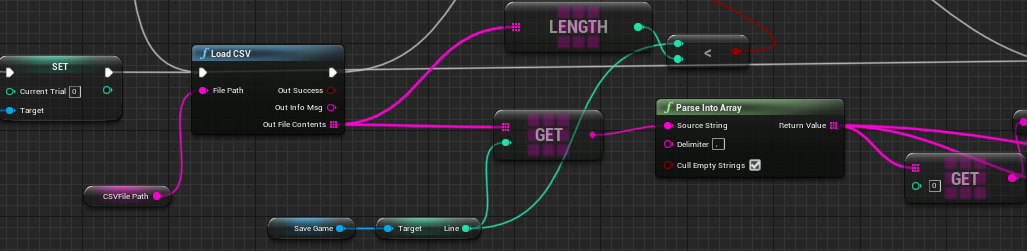 SET
Current Trial 0
Target
f Load CSV
File Path
Out Success
Out Info Msg
Out File Contents
CSVFile Path
Save Game
Target Line
LENGTH
<
GET
f Parse Into Array
Source String Return Value
Delimiter ,
Cull Empty Strings
GET
0